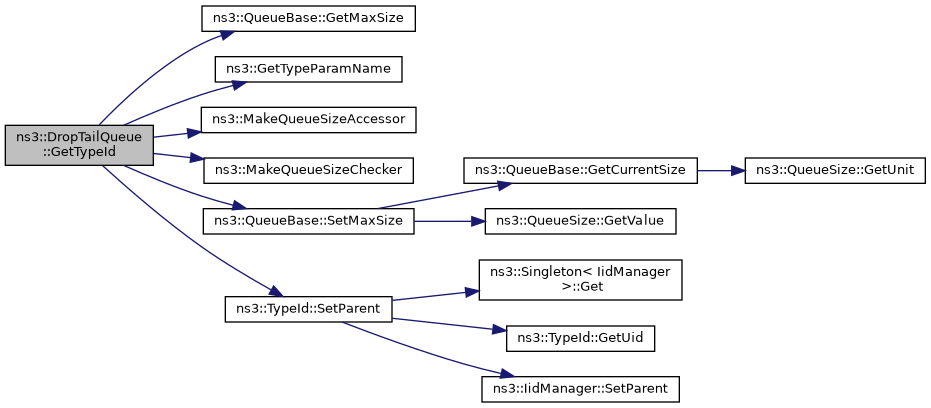 ns3::QueueBase::GetMaxSize
ns3::GetTypeParamName
ns3::MakeQueueSizeAccessor
ns3::DropTailQueue
::GetTypeId
ns3::MakeQueueSizeChecker
ns3::QueueBase::GetCurrentSize
ns3::QueueSize::GetUnit
ns3::QueueBase::SetMaxSize
ns3::QueueSize::GetValue
ns3::Singleton< IidManager
>::Get
ns3::TypeId::SetParent
ns3::TypeId::GetUid
ns3::IidManager::SetParent